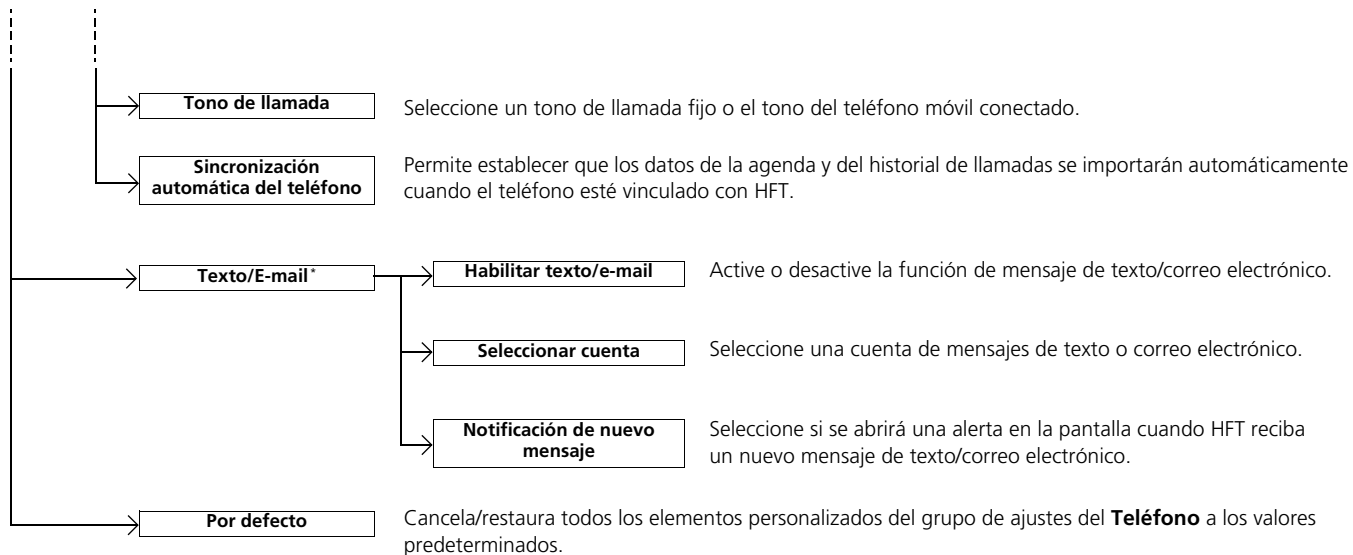 Tono de llamada
Seleccione un tono de llamada fijo o el tono del teléfono móvil conectado.
Sincronización
automática del teléfono
Permite establecer que los datos de la agenda y del historial de llamadas se importarán automáticamente
cuando el teléfono esté vinculado con HFT.
Texto/E-mail*
Habilitar texto/e-mail
Active o desactive la función de mensaje de texto/correo electrónico.
Seleccionar cuenta
Seleccione una cuenta de mensajes de texto o correo electrónico.
Notificación de nuevo
mensaje
Seleccione si se abrirá una alerta en la pantalla cuando HFT reciba
un nuevo mensaje de texto/correo electrónico.
Por defecto
Cancela/restaura todos los elementos personalizados del grupo de ajustes del Teléfono a los valores
predeterminados.